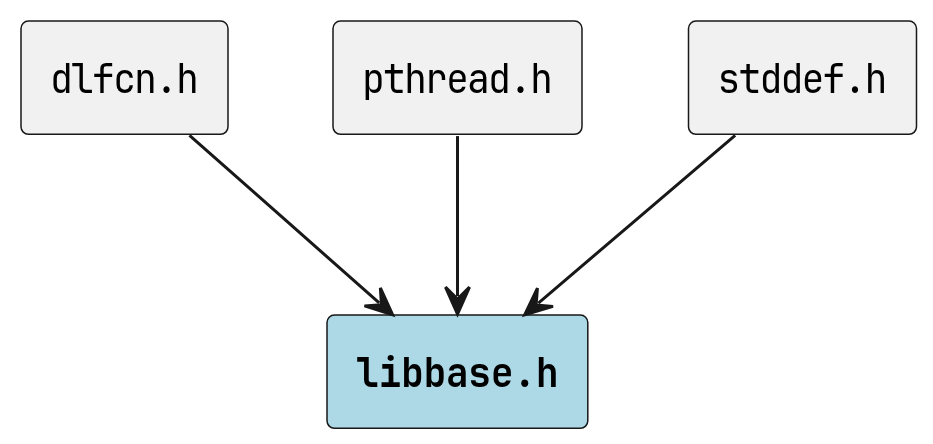 dlfcn.h
pthread.h
stddef.h
libbase.h